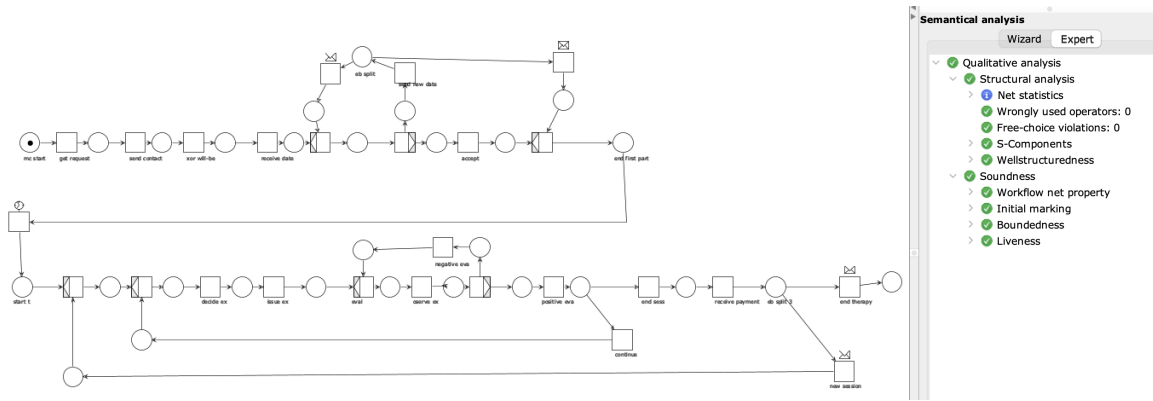 Semantical analysis
Wizard Expert
Qualitative analysis
Structural analysis
Net statistics
Wrongly used operators: 0
Free-choice violations: 0
S-Components
Wellstructuredness
Soundness
Workflow net property
Initial marking
Boundedness
Liveness
eb split
send new data
mc start
get request
send contact
xor will-be
receive data
accept
end first part
negative eva
start t
decide ex
issue ex
eval
oserve ex
positive eva
end sess
receive payment
eb split 2
end therapy
continue
new session